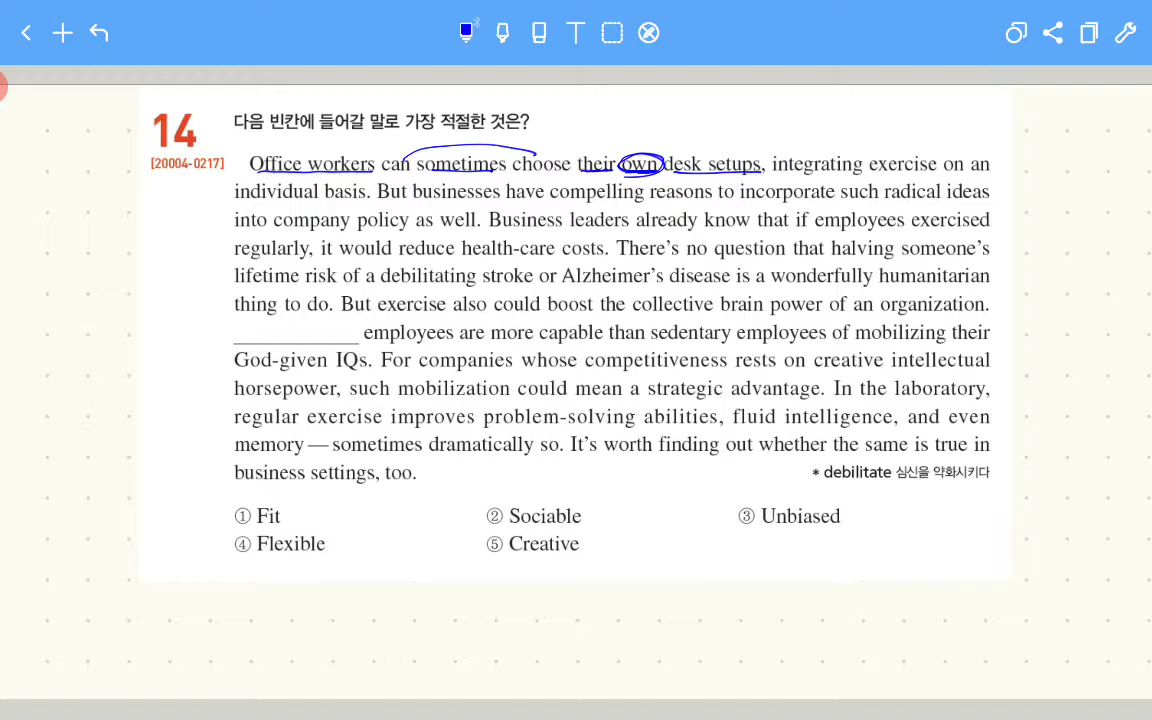 14
다음 빈칸에 들어갈 말로 가장 적절한 것은?
[20004-0217]
Office workers can sometimes choose their own desk setups, integrating exercise on an
individual basis. But businesses have compelling reasons to incorporate such radical ideas
into company policy as well. Business leaders already know that if employees exercised
regularly, it would reduce health-care costs. There's no question that halving someone's
lifetime risk of a debilitating stroke or Alzheimer's disease is a wonderfully humanitarian
thing to do. But exercise also could boost the collective brain power of an organization.
____________ employees are more capable than sedentary employees of mobilizing their
God-given IQs. For companies whose competitiveness rests on creative intellectual
horsepower, such mobilization could mean a strategic advantage. In the laboratory,
regular exercise improves problem-solving abilities, fluid intelligence, and even
memory — sometimes dramatically so. It's worth finding out whether the same is true in
business settings, too.
* debilitate 심신을 약화시키다
① Fit ② Sociable ③ Unbiased
④ Flexible ⑤ Creative